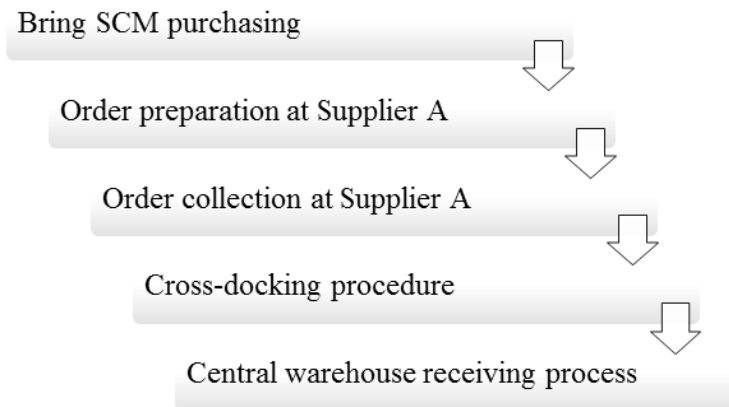 Bring SCM purchasing
Order preparation at Supplier A
Order collection at Supplier A
Cross-docking procedure
Central warehouse receiving process